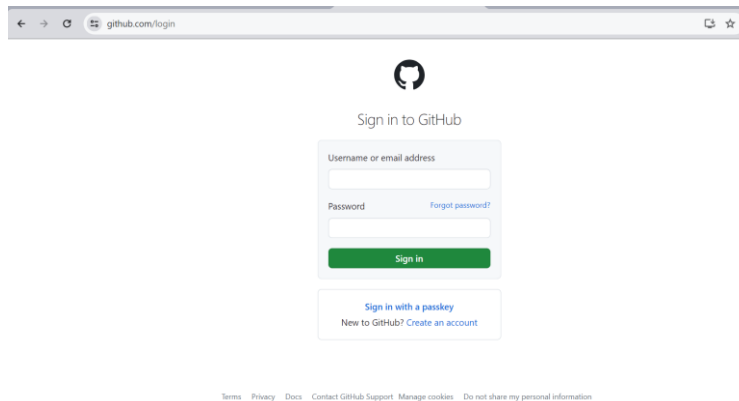 github.com/login
Sign in to GitHub
Username or email address
Password Forgot password?
Sign in
Sign in with a passkey
New to GitHub? Create an account
Terms Privacy Docs Contact GitHub Support Manage cookies Do not share my personal information